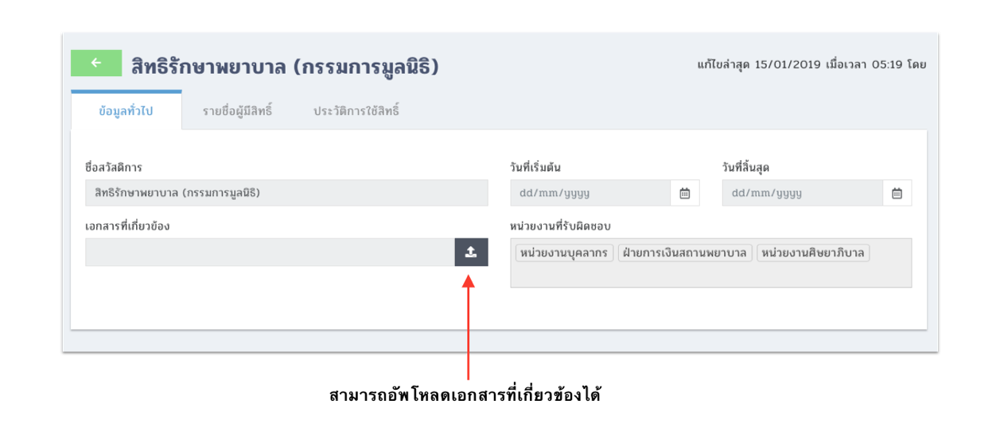 สิทธิรักษาพยาบาล (กรรมการมูลนิธิ)
แก้ไขล่าสุด 15/01/2019 เมื่อเวลา 05:19 โดย
ข้อมูลทั่วไป รายชื่อผู้มีสิทธิ์ ประวัติการใช้สิทธิ์
ชื่อสวัสดิการ วันที่เริ่มต้น วันที่สิ้นสุด
สิทธิรักษาพยาบาล (กรรมการมูลนิธิ) dd/mm/yyyy dd/mm/yyyy
เอกสารที่เกี่ยวข้อง หน่วยงานที่รับผิดชอบ
หน่วยงานบุคลากร ฝ่ายการเงินสถานพยาบาล หน่วยงานศิษยาภิบาล
สามารถอัพโหลดเอกสารที่เกี่ยวข้องได้